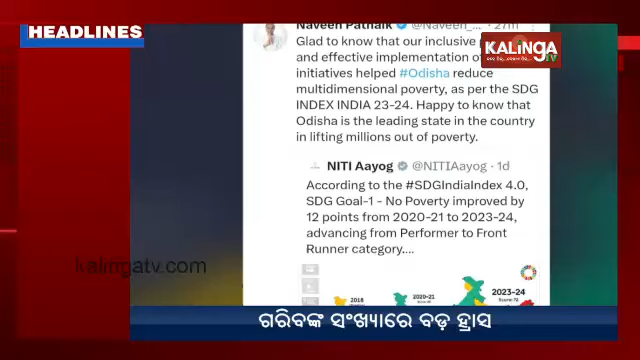 HEADLINES
Naveen Patnaik @Naveen_ · 27m
KALINGA TV
Glad to know that our inclusive
and effective implementation of
initiatives helped #Odisha reduce
multidimensional poverty, as per the SDG
INDEX INDIA 23-24. Happy to know that
Odisha is the leading state in the country
in lifting millions out of poverty.
NITI Aayog @NITIAayog · 1d
According to the #SDGIndiaIndex 4.0,
SDG Goal-1 - No Poverty improved by
12 points from 2020-21 to 2023-24,
advancing from Performer to Front
Runner category....
kalingatv.com
2018
2020-21
2023-24
ଗରିବଙ୍କ ସଂଖ୍ୟାରେ ବଡ଼ ହ୍ରାସ